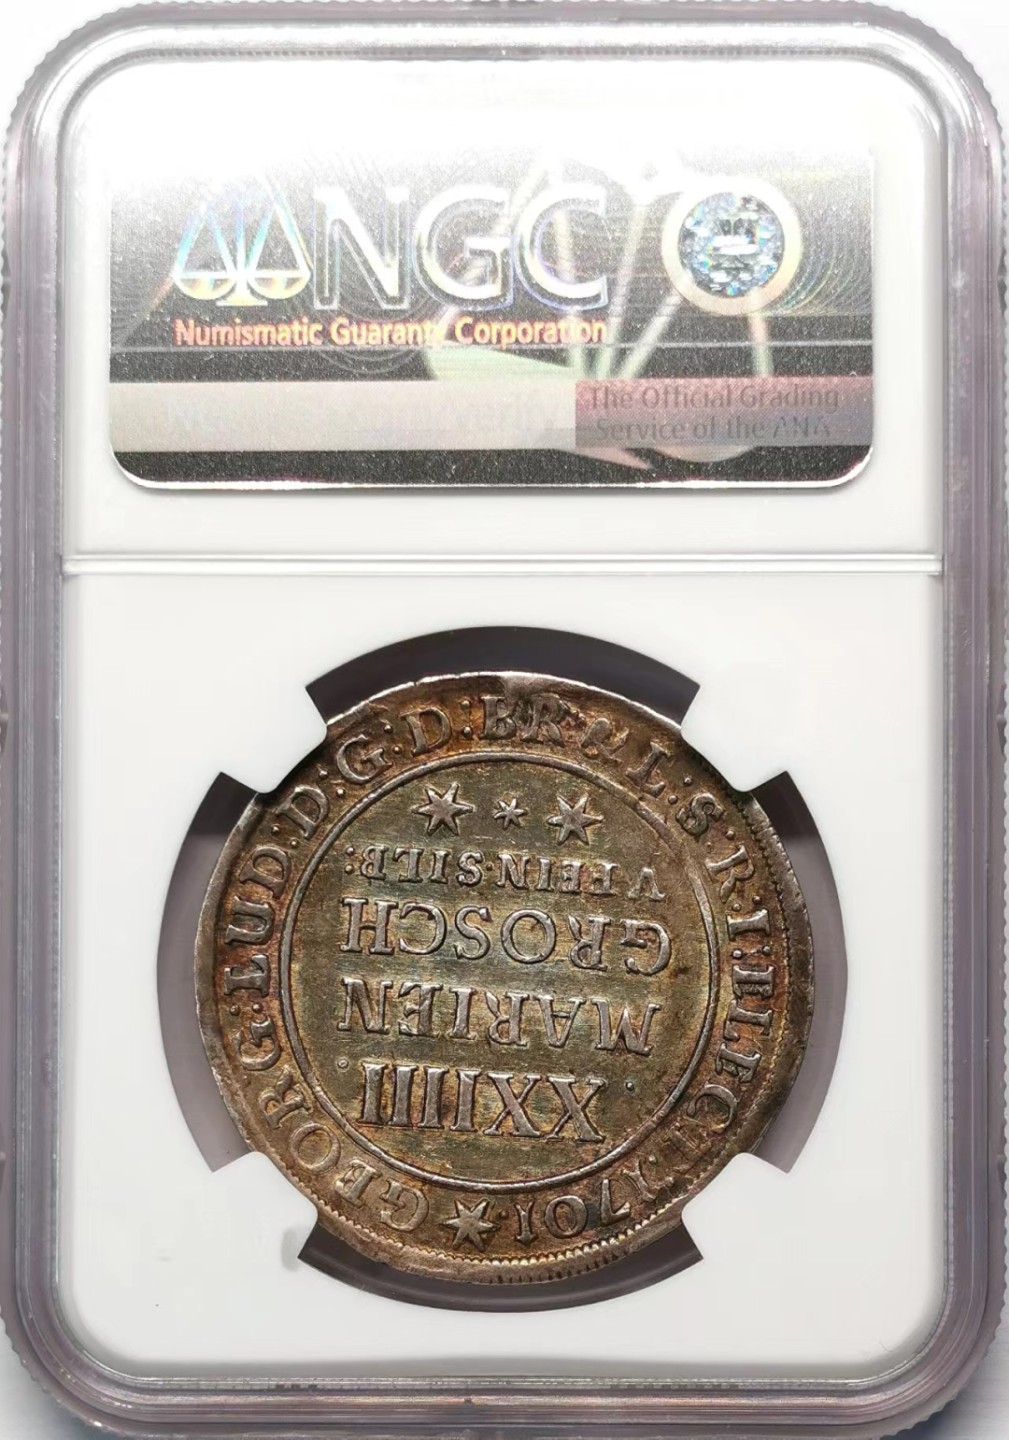 NGC
Numismatic Guaranty Corporation
verify
The Official Grading
Service of the ANA
GEORG:LUD:D:G:D:BR&L:S:R:I:ELECT:1701.
.XXIIII.
MARIEN
GROSCH
V FEIN·SILB: